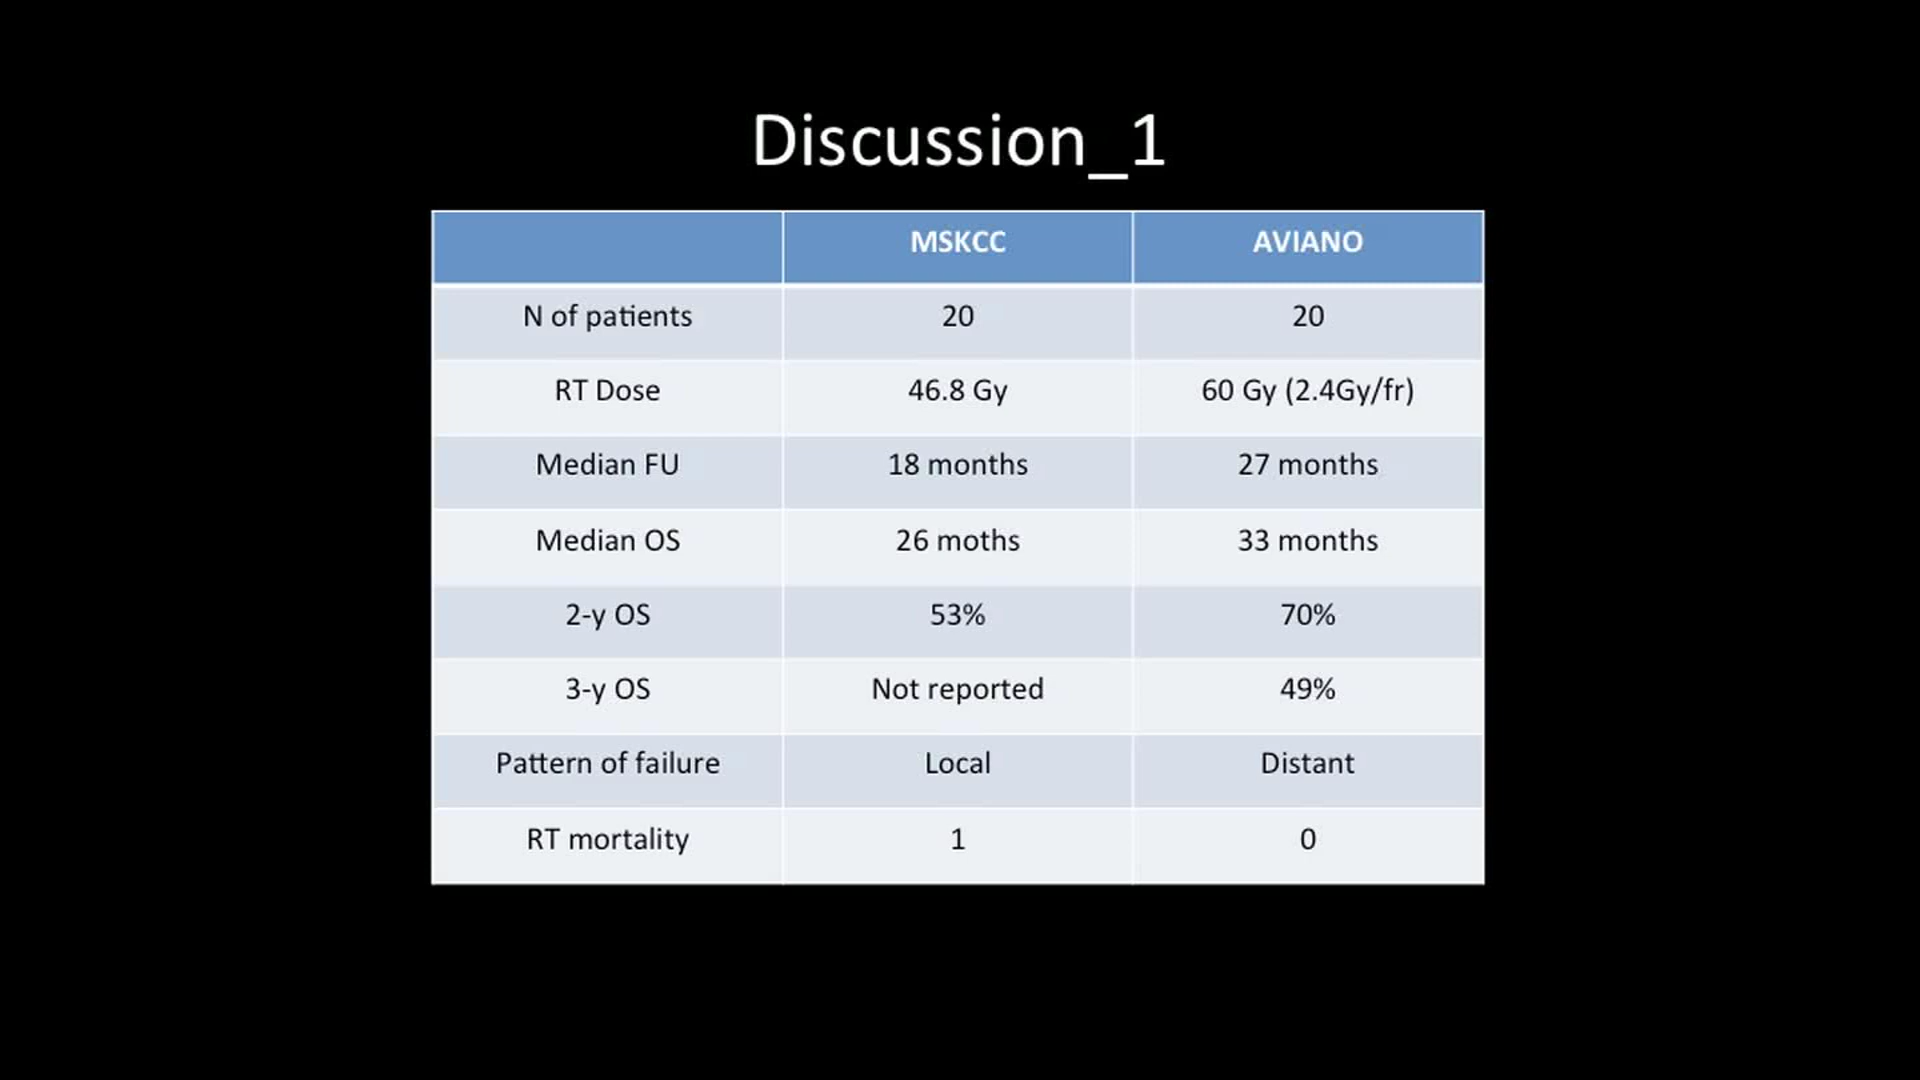 Discussion_1
MSKCC AVIANO
N of patients 20 20
RT Dose 46.8 Gy 60 Gy (2.4Gy/fr)
Median FU 18 months 27 months
Median OS 26 moths 33 months
2-y OS 53% 70%
3-y OS Not reported 49%
Pattern of failure Local Distant
RT mortality 1 0